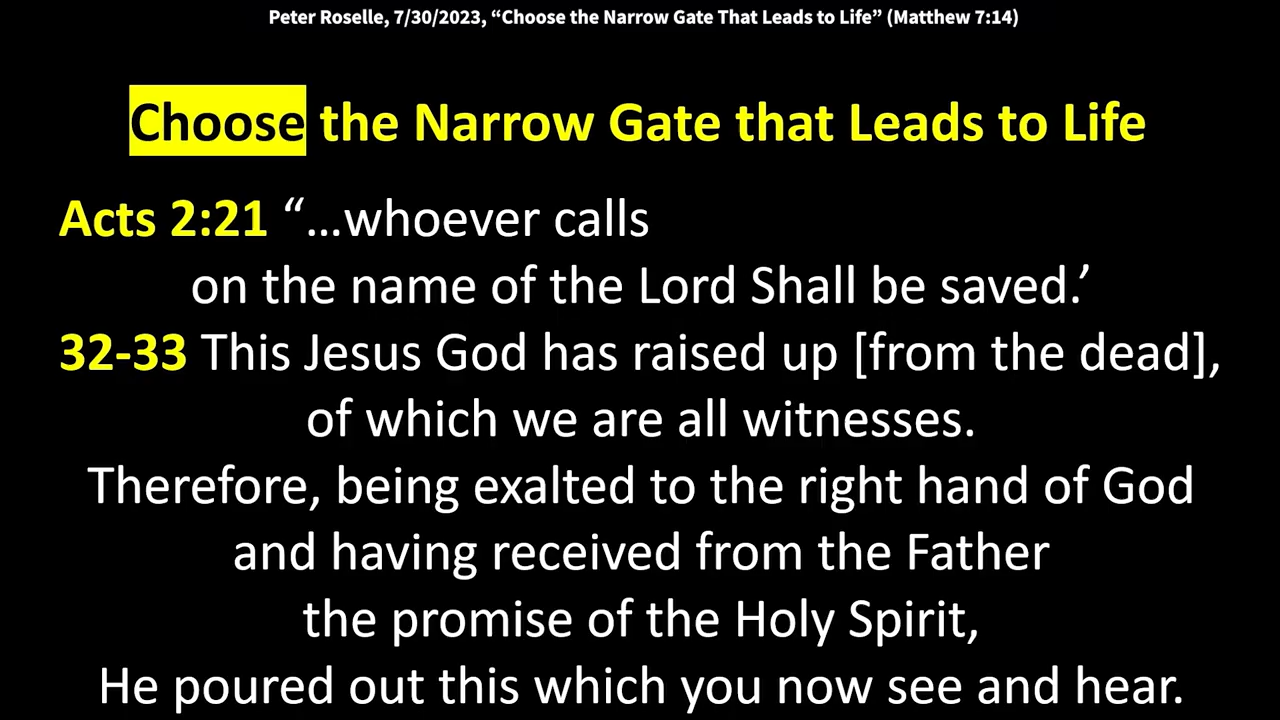 Peter Roselle, 7/30/2023, “Choose the Narrow Gate That Leads to Life” (Matthew 7:14)
Choose the Narrow Gate that Leads to Life
Acts 2:21 “…whoever calls
on the name of the Lord Shall be saved.’
32-33 This Jesus God has raised up [from the dead],
of which we are all witnesses.
Therefore, being exalted to the right hand of God
and having received from the Father
the promise of the Holy Spirit,
He poured out this which you now see and hear.